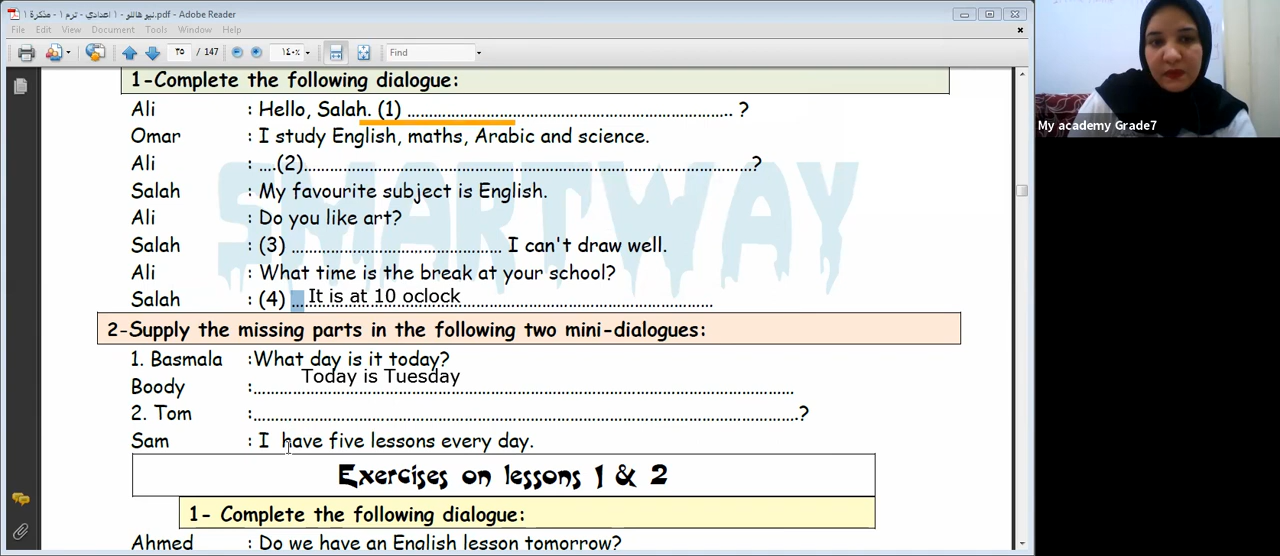 نيو هاللو - ١ اعدادي - ترم ١ - مذكرة ١.pdf - Adobe Reader
File Edit View Document Tools Window Help
٣٥ / 147 ١٤٠٪ Find
1-Complete the following dialogue:
Ali : Hello, Salah. (1) ..................................................................... ?
Omar : I study English, maths, Arabic and science.
Ali : ....(2)...............................................................................................?
Salah : My favourite subject is English.
Ali : Do you like art?
Salah : (3) ............................................. I can't draw well.
Ali : What time is the break at your school?
Salah : (4) ... It is at 10 oclock ..................................................
2-Supply the missing parts in the following two mini-dialogues:
1. Basmala :What day is it today?
Today is Tuesday
Boody :...................................................................................................
2. Tom :...................................................................................................?
Sam : I have five lessons every day.
Exercises on lessons 1 & 2
1- Complete the following dialogue:
Ahmed : Do we have an English lesson tomorrow?
SMARTWAY
My academy Grade7